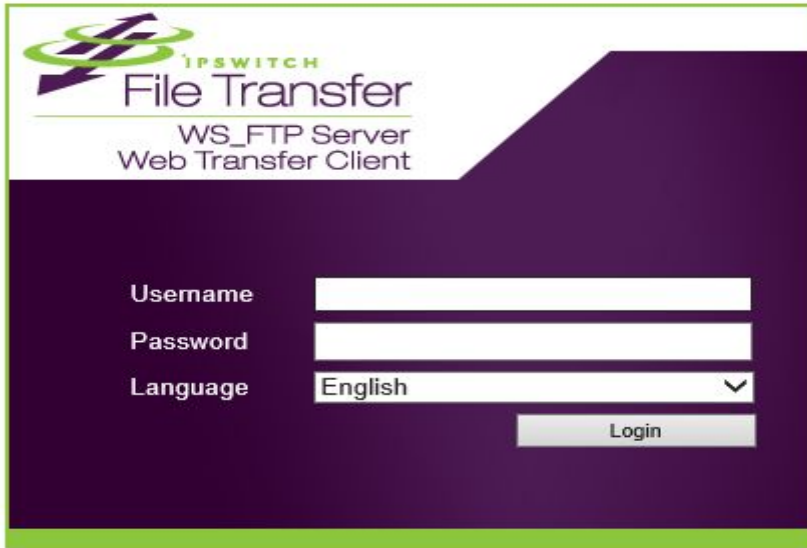 IPSWITCH
File Transfer
WS_FTP Server
Web Transfer Client
Username
Password
Language English
Login